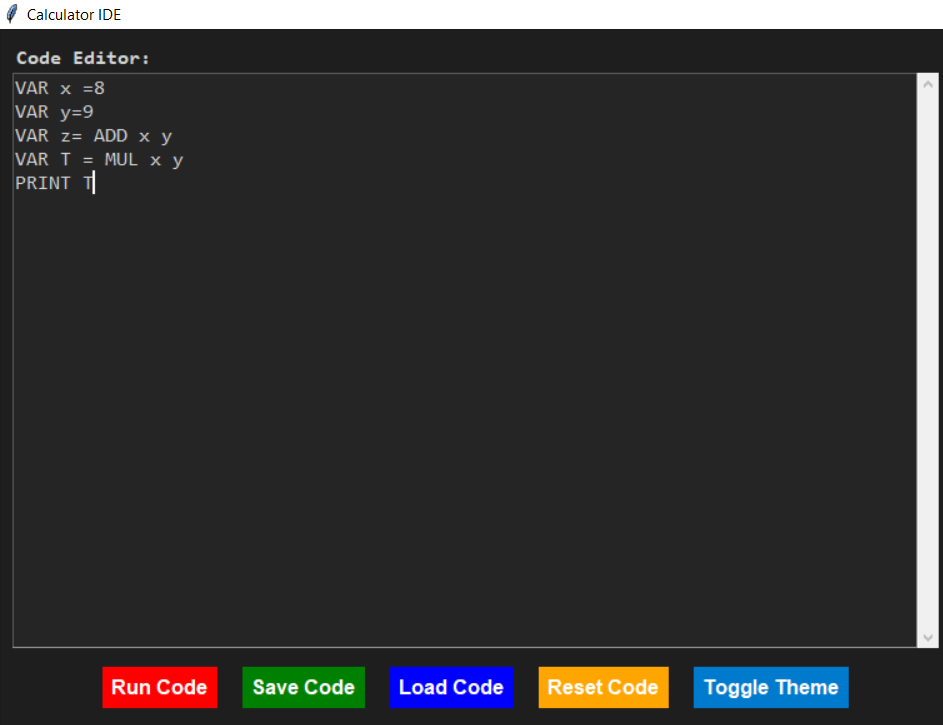 Calculator IDE
Code Editor:
VAR x =8
VAR y=9
VAR z= ADD x y
VAR T = MUL x y
PRINT T
Run Code Save Code Load Code Reset Code Toggle Theme